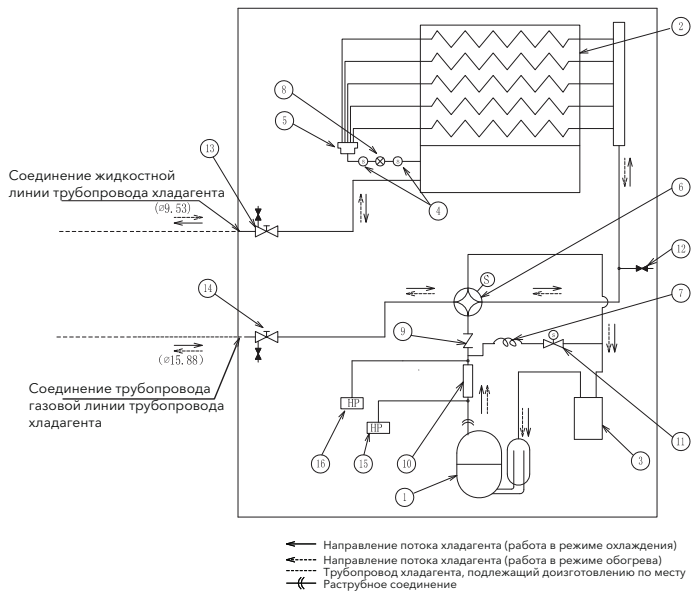 2
8
5
13
Соединение жидкостной
линии трубопровода хладагента
(ø9.53)
S
S
4
6
12
S
14
7
9
S
(ø15.88)
Соединение трубопровода
газовой линии трубопровода
хладагента
HP
HP
16
15
10
11
3
1
Направление потока хладагента (работа в режиме охлаждения)
Направление потока хладагента (работа в режиме обогрева)
Трубопровод хладагента, подлежащий доизготовлению по месту
Раструбное соединение